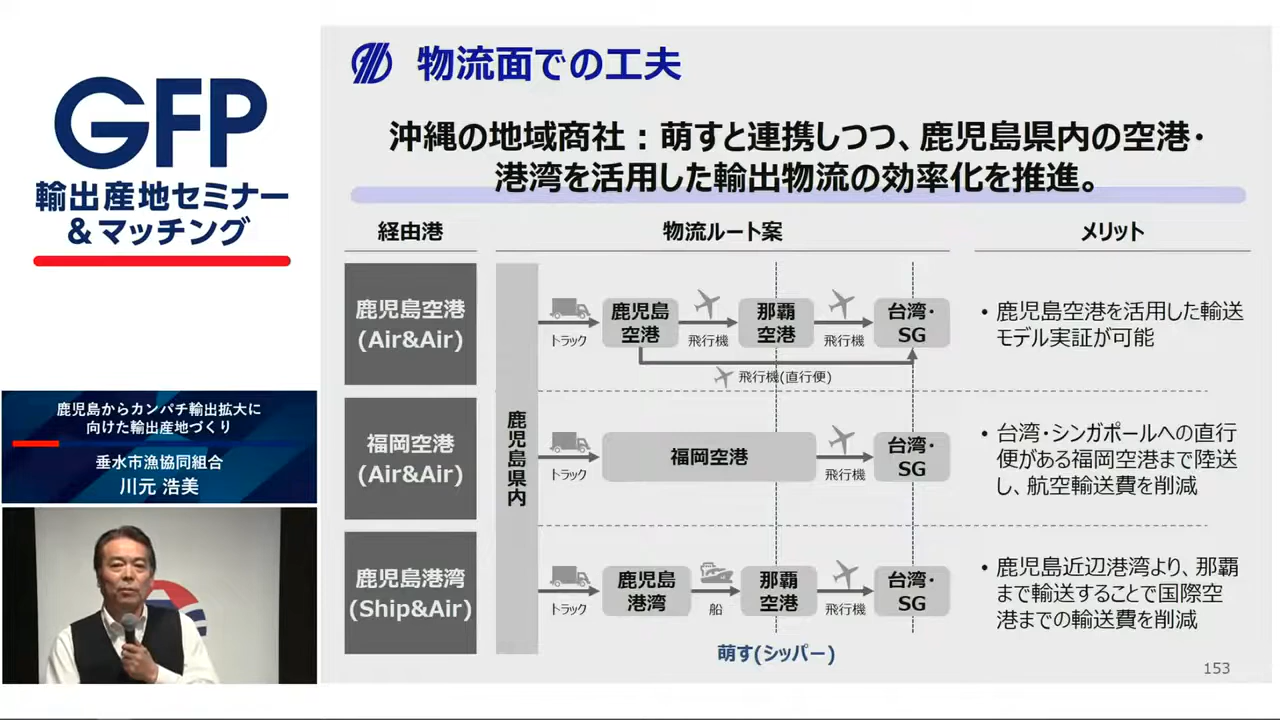 GFP
輸出産地セミナー
&マッチング
鹿児島からカンパチ輸出拡大に
向けた輸出産地づくり
垂水市漁協同組合
川元 浩美
物流面での工夫
沖縄の地域商社：萌すと連携しつつ、鹿児島県内の空港・
港湾を活用した輸出物流の効率化を推進。
経由港
物流ルート案
メリット
鹿児島空港
(Air&Air)
鹿児島県内
トラック
鹿児島
空港
飛行機
那覇
空港
飛行機
台湾・
SG
飛行機(直行便)
• 鹿児島空港を活用した輸送
モデル実証が可能
福岡空港
(Air&Air)
トラック
福岡空港
飛行機
台湾・
SG
• 台湾・シンガポールへの直行
便がある福岡空港まで陸送
し、航空輸送費を削減
鹿児島港湾
(Ship&Air)
トラック
鹿児島
港湾
船
那覇
空港
飛行機
台湾・
SG
• 鹿児島近辺港湾より、那覇
まで輸送することで国際空
港までの輸送費を削減
萌す(シッパー)
153